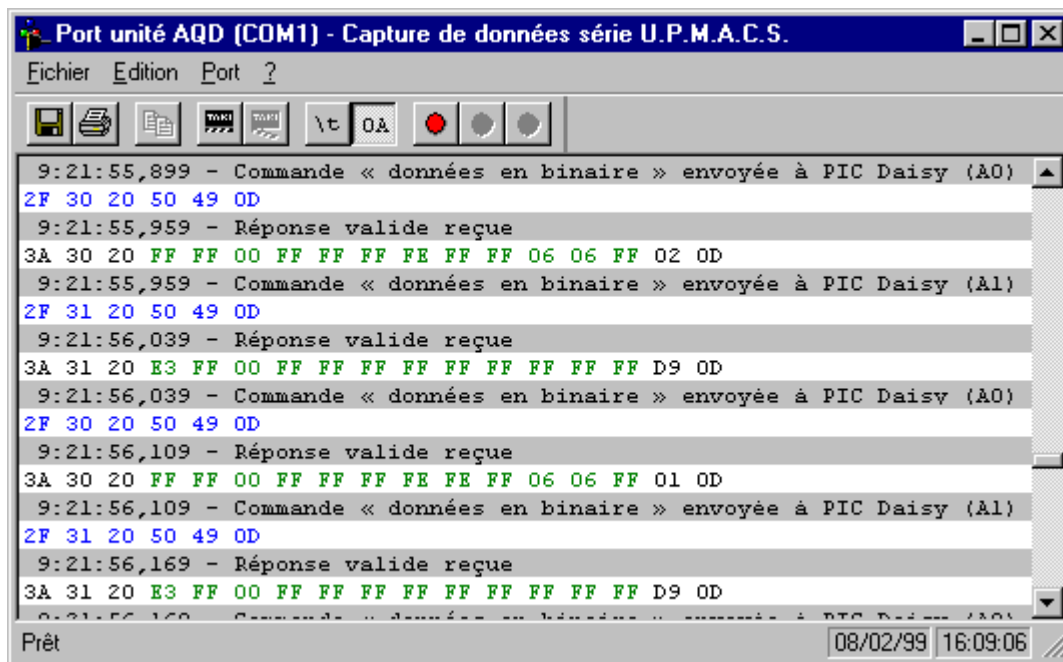 Port unité AQD (COM1) - Capture de données série U.P.M.A.C.S.
Fichier Edition Port ?
\t 0A
9:21:55,899 - Commande « données en binaire » envoyée à PIC Daisy (A0)
2F 30 20 50 49 0D
9:21:55,959 - Réponse valide reçue
3A 30 20 FF FF 00 FF FF FF FE FF FF 06 06 FF 02 0D
9:21:55,959 - Commande « données en binaire » envoyée à PIC Daisy (A1)
2F 31 20 50 49 0D
9:21:56,039 - Réponse valide reçue
3A 31 20 E3 FF 00 FF FF FF FF FF FF FF FF FF D9 0D
9:21:56,039 - Commande « données en binaire » envoyée à PIC Daisy (A0)
2F 30 20 50 49 0D
9:21:56,109 - Réponse valide reçue
3A 30 20 FF FF 00 FF FF FF FE FE FF 06 06 FF 01 0D
9:21:56,109 - Commande « données en binaire » envoyée à PIC Daisy (A1)
2F 31 20 50 49 0D
9:21:56,169 - Réponse valide reçue
3A 31 20 E3 FF 00 FF FF FF FF FF FF FF FF FF D9 0D
Prêt 08/02/99 16:09:06